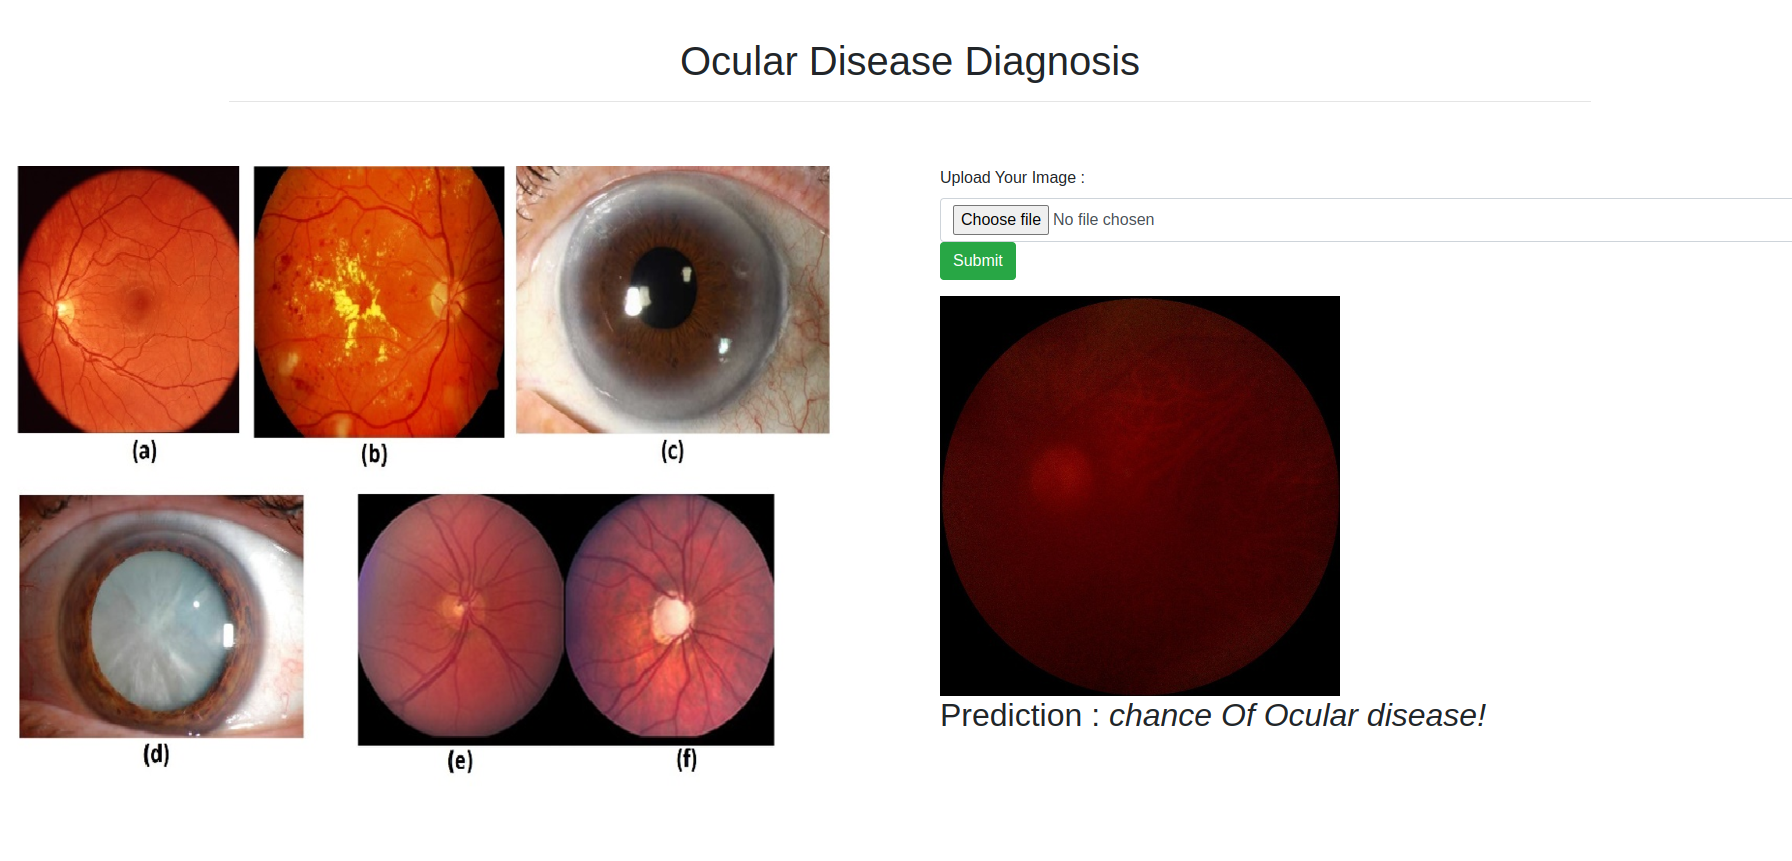 Ocular Disease Diagnosis
(a)
(b)
(c)
(d)
(e)
(f)
Upload Your Image :
Choose file No file chosen
Submit
Prediction : chance Of Ocular disease!